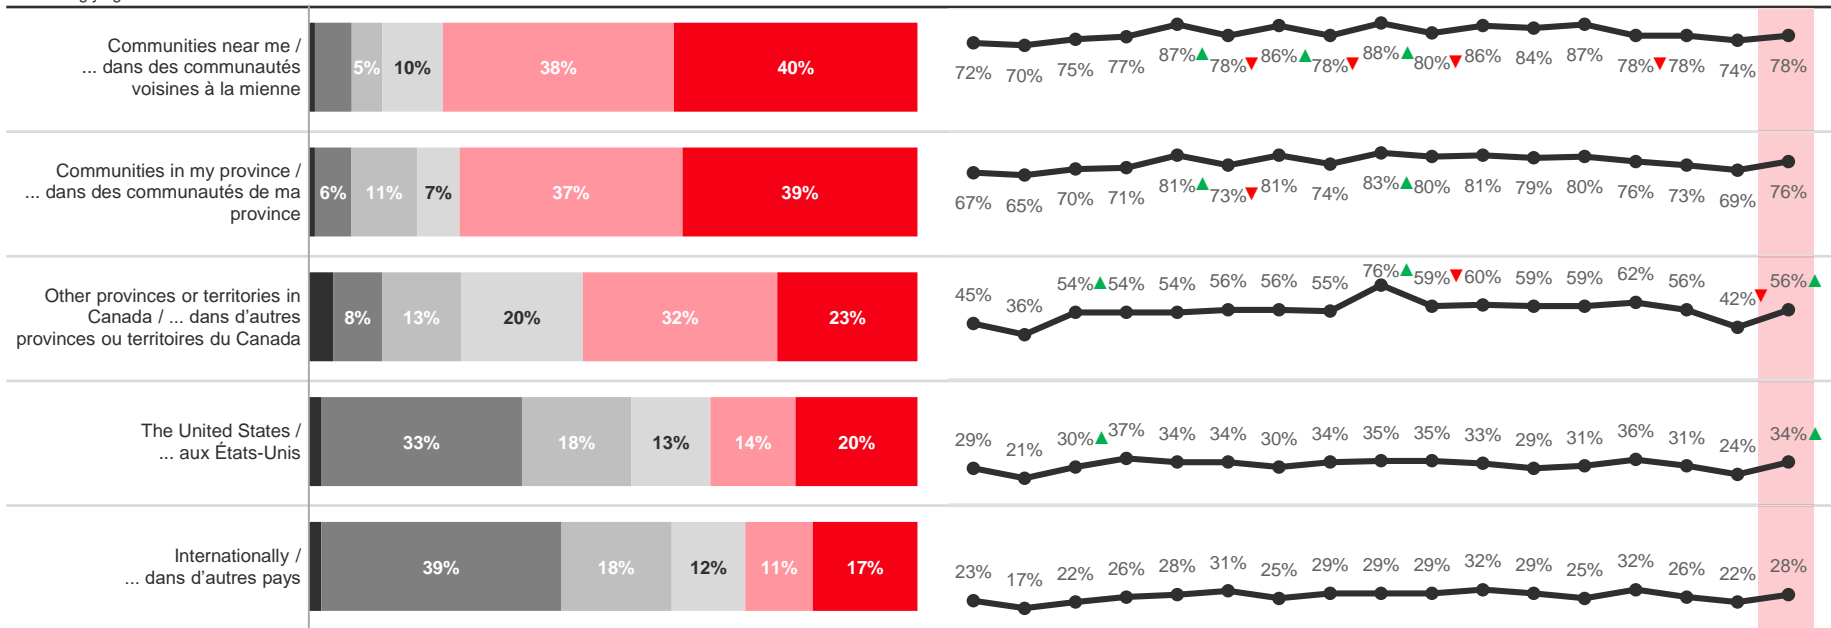 Communities near me /
... dans des communautés
voisines à la mienne
5% 10% 38% 40%
72% 70% 75% 77% 87% 78% 86% 78% 88% 80% 86% 84% 87% 78% 78% 74% 78%
Communities in my province /
... dans des communautés de ma
province
6% 11% 7% 37% 39%
67% 65% 70% 71% 81% 73% 81% 74% 83% 80% 81% 79% 80% 76% 73% 69% 76%
Other provinces or territories in
Canada / ... dans d'autres
provinces ou territoires du Canada
8% 13% 20% 32% 23%
45% 36% 54% 54% 54% 56% 56% 55% 76% 59% 60% 59% 59% 62% 56% 42% 56%
The United States /
... aux États-Unis
33% 18% 13% 14% 20%
29% 21% 30% 37% 34% 34% 30% 34% 35% 35% 33% 29% 31% 36% 31% 24% 34%
Internationally /
... dans d'autres pays
39% 18% 12% 11% 17%
23% 17% 22% 26% 28% 31% 25% 29% 29% 29% 32% 29% 25% 32% 26% 22% 28%